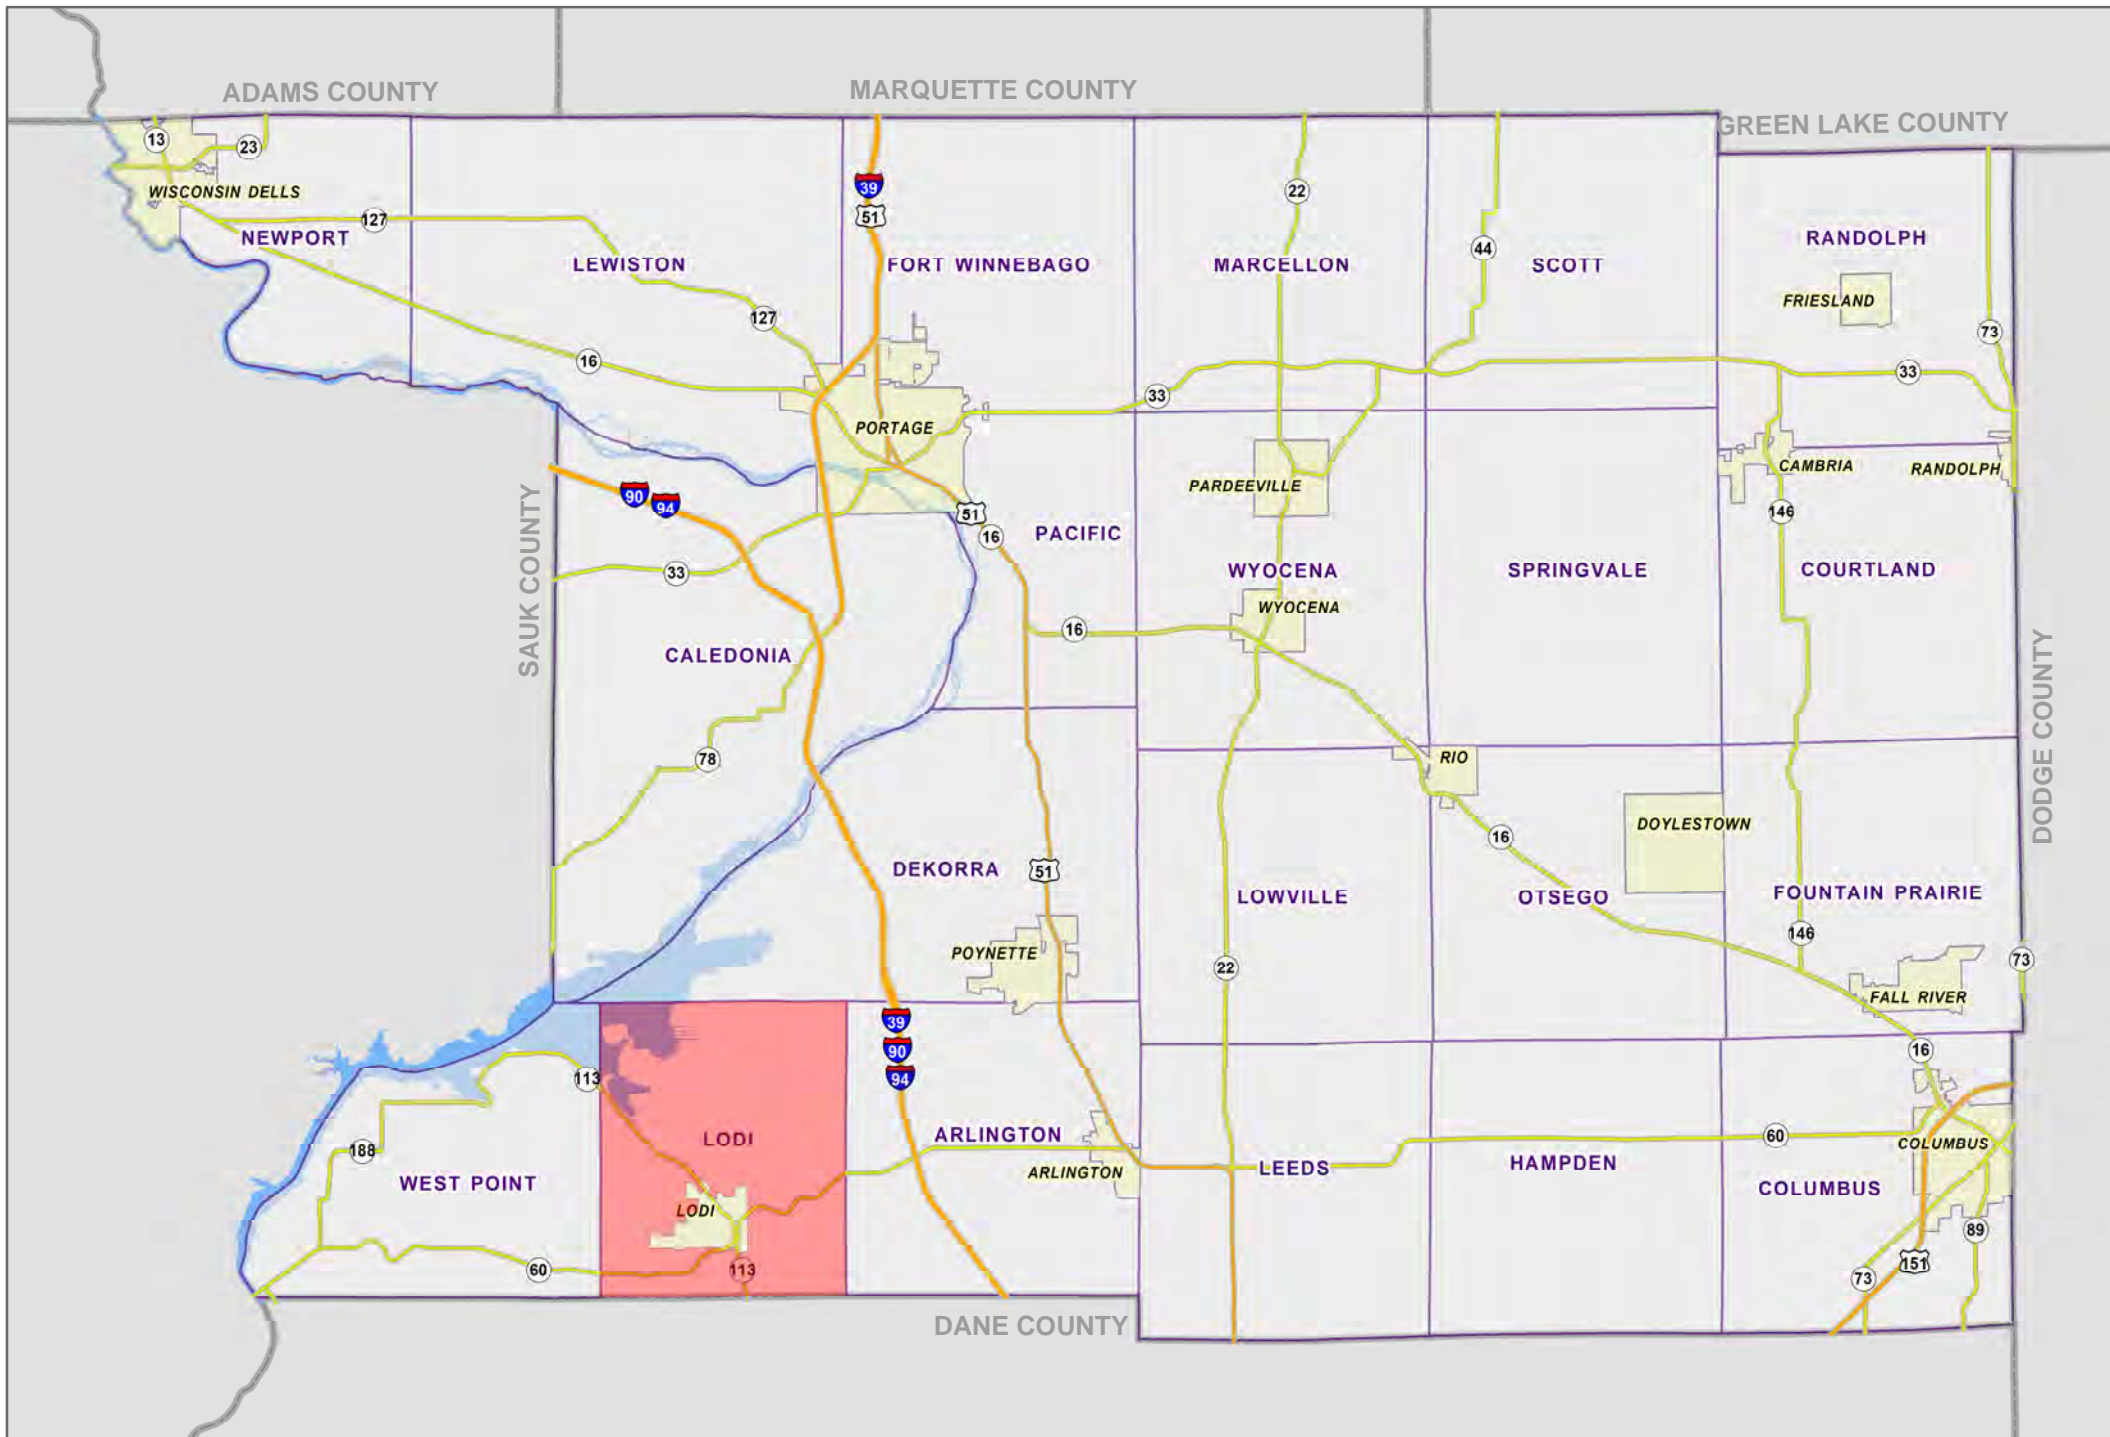 ADAMS COUNTY
MARQUETTE COUNTY
GREEN LAKE COUNTY
13
23
39
51
22
44
WISCONSIN DELLS
127
NEWPORT
LEWISTON
FORT WINNEBAGO
MARCELLON
SCOTT
RANDOLPH
FRIESLAND
127
73
16
33
33
PORTAGE
CAMBRIA
RANDOLPH
PARDEEVILLE
90
94
51
146
16
PACIFIC
SAUK COUNTY
33
WYOCENA
SPRINGVALE
COURTLAND
WYOCENA
16
CALEDONIA
DODGE COUNTY
78
RIO
DOYLESTOWN
16
DEKORRA
51
LOWVILLE
OTSEGO
FOUNTAIN PRAIRIE
146
POYNETTE
22
73
FALL RIVER
39
90
94
16
113
LODI
ARLINGTON
60
COLUMBUS
188
ARLINGTON
LEEDS
HAMPDEN
WEST POINT
COLUMBUS
LODI
89
60
113
151
73
DANE COUNTY